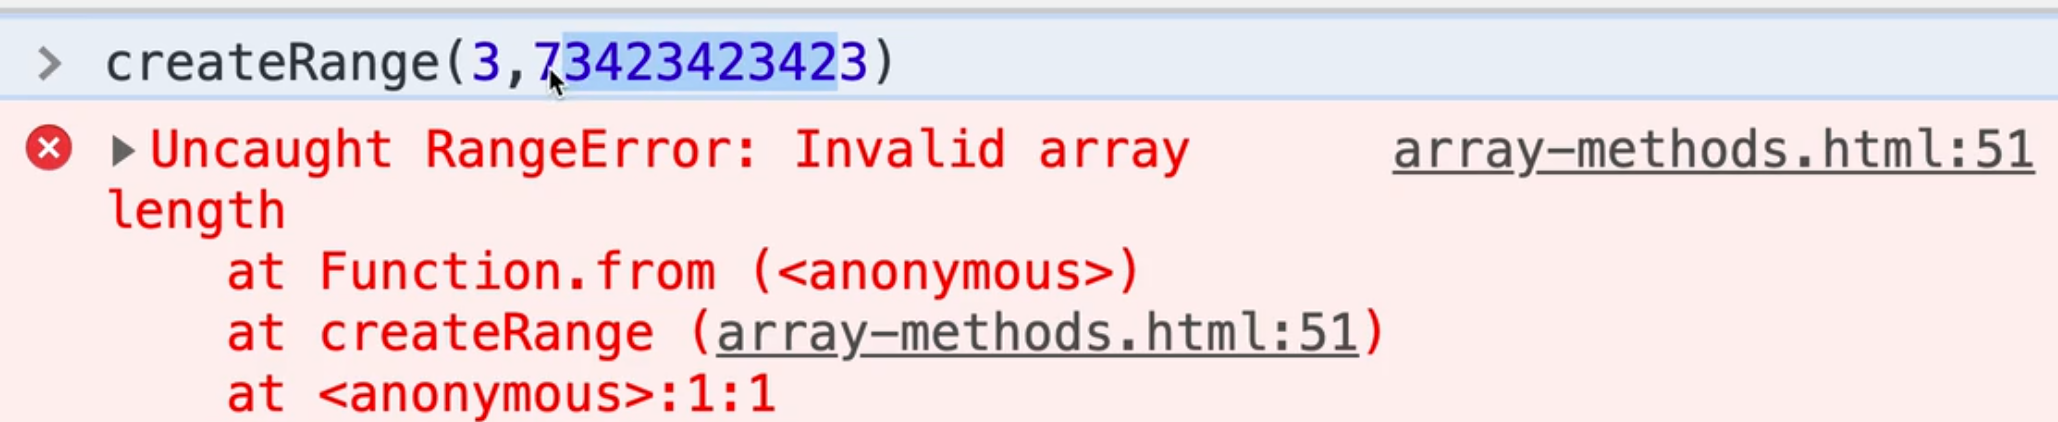 > createRange(3,73423423423)
▶Uncaught RangeError: Invalid array array-methods.html:51
length
at Function.from (<anonymous>)
at createRange (array-methods.html:51)
at <anonymous>:1:1